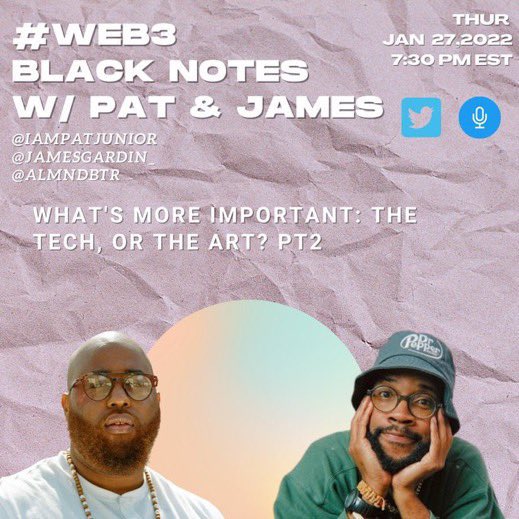 #WEB3
BLACK NOTES
W/ PAT & JAMES
THUR
JAN 27,2022
7:30 PM EST
@IAMPATJUNIOR
@JAMESGARDIN_
@ALMNDBTR
WHAT'S MORE IMPORTANT: THE
TECH, OR THE ART? PT2
Dr
Pepper